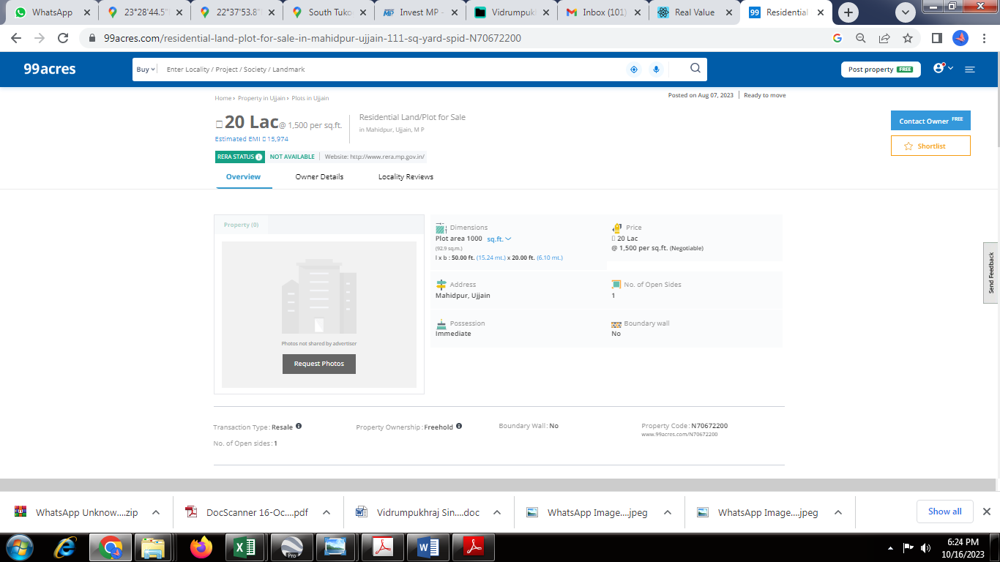 WhatsApp
23°28'44.5"
22°37'53.8"
South Tuko
Invest MP -
Vidrumpuk
Inbox (101)
Real Value
99 Residential
99acres.com/residential-land-plot-for-sale-in-mahidpur-ujjain-111-sq-yard-spid-N70672200
99acres
Buy
Enter Locality / Project / Society / Landmark
Post property FREE
Home › Property in Ujjain › Plots in Ujjain
Posted on Aug 07, 2023 | Ready to move
20 Lac @ 1,500 per sq.ft.
Estimated EMI 15,974
Residential Land/Plot for Sale
in Mahidpur, Ujjain, M P
Contact Owner FREE
Shortlist
RERA STATUS NOT AVAILABLE Website: http://www.rera.mp.gov.in/
Overview
Owner Details
Locality Reviews
Property (0)
Photos not shared by advertiser
Request Photos
Dimensions
Plot area 1000 sq.ft.
(92.9 sq.m.)
l x b : 50.00 ft. (15.24 mt.) x 20.00 ft. (6.10 mt.)
Price
20 Lac
@ 1,500 per sq.ft. (Negotiable)
Address
Mahidpur, Ujjain
No. of Open Sides
1
Possession
Immediate
Boundary wall
No
Send Feedback
Transaction Type: Resale
Property Ownership : Freehold
Boundary Wall: No
Property Code: N70672200
www.99acres.com/N70672200
No. of Open sides : 1
WhatsApp Unknow....zip
DocScanner 16-Oc....pdf
Vidrumpukhraj Sin....doc
WhatsApp Image....jpeg
WhatsApp Image....jpeg
Show all
Pro
6:24 PM
10/16/2023